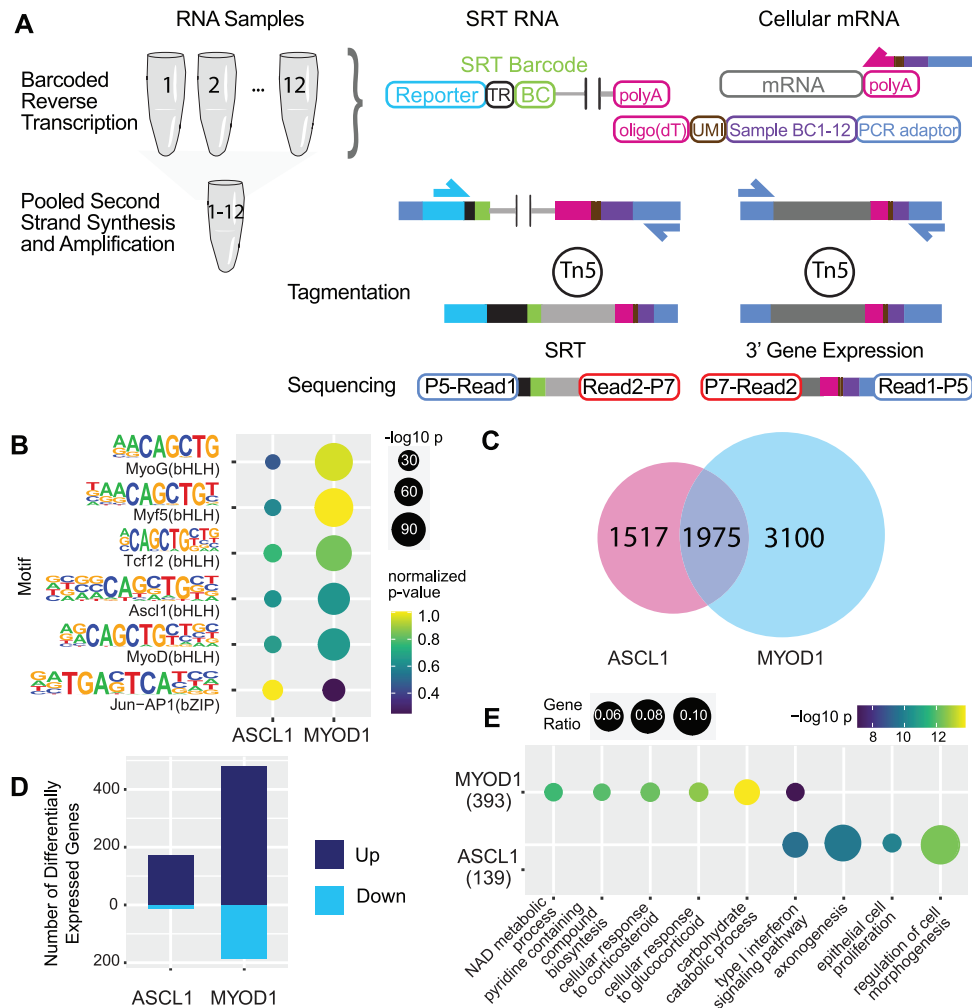 A
RNA Samples
SRT RNA
Cellular mRNA
Barcoded
Reverse
Transcription
1
2
...
12
SRT Barcode
Reporter
TR
BC
polyA
mRNA
polyA
oligo(dT)
UMI
Sample BC1-12
PCR adaptor
Pooled Second
Strand Synthesis
and Amplification
1-12
Tagmentation
Tn5
Tn5
SRT
3' Gene Expression
Sequencing
P5-Read1
Read2-P7
P7-Read2
Read1-P5
B
Motif
MyoG(bHLH)
Myf5(bHLH)
Tcf12(bHLH)
Ascl1(bHLH)
MyoD(bHLH)
Jun−AP1(bZIP)
ASCL1
MYOD1
-log10 p
30
60
90
normalized
p-value
1.0
0.8
0.6
0.4
C
1517
1975
3100
ASCL1
MYOD1
D
Number of Differentially
Expressed Genes
400
200
0
200
ASCL1
MYOD1
Up
Down
E
Gene
Ratio
0.06
0.08
0.10
−log10 p
8
10
12
MYOD1
(393)
ASCL1
(139)
NAD metabolic
process
pyridine containing
compound
biosyntesis
cellular response
to corticosteroid
cellular response
to glucocorticoid
carbohydrate
catabolic process
type I interferon
signaling pathway
axonogenesis
epithelial cell
proliferation
regulation of cell
morphogenesis